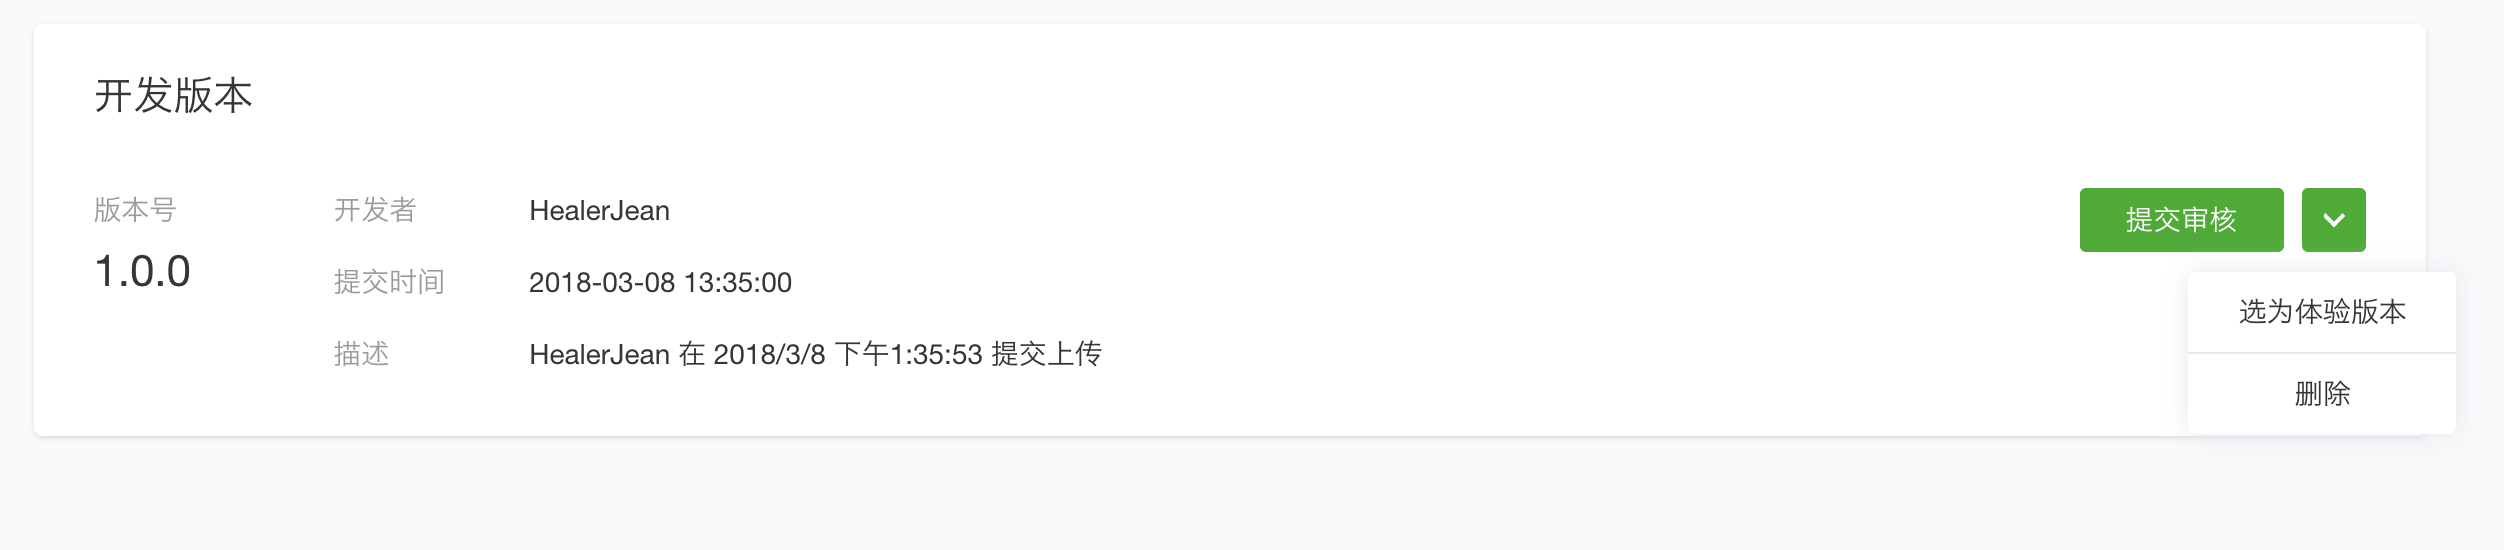 开发版本
版本号
1.0.0
开发者 HealerJean
提交时间 2018-03-08 13:35:00
描述 HealerJean 在 2018/3/8 下午1:35:53 提交上传
提交审核
选为体验版本
删除